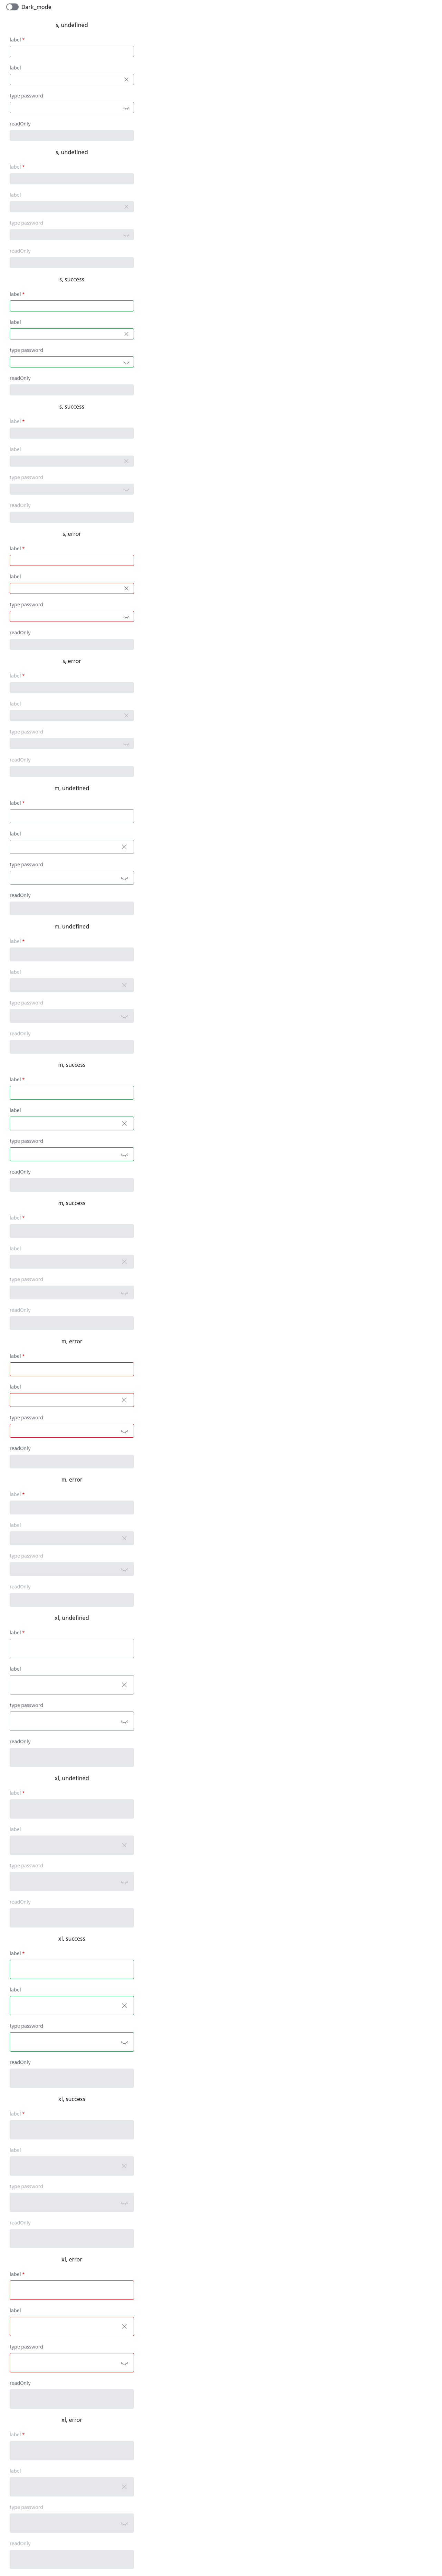 Dark_mode
s, undefined
label *
label
type password
readOnly
s, undefined
label *
label
type password
readOnly
s, success
label *
label
type password
readOnly
s, success
label *
label
type password
readOnly
s, error
label *
label
type password
readOnly
s, error
label *
label
type password
readOnly
m, undefined
label *
label
type password
readOnly
m, undefined
label *
label
type password
readOnly
m, success
label *
label
type password
readOnly
m, success
label *
label
type password
readOnly
m, error
label *
label
type password
readOnly
m, error
label *
label
type password
readOnly
xl, undefined
label *
label
type password
readOnly
xl, undefined
label *
label
type password
readOnly
xl, success
label *
label
type password
readOnly
xl, success
label *
label
type password
readOnly
xl, error
label *
label
type password
readOnly
xl, error
label *
label
type password
readOnly